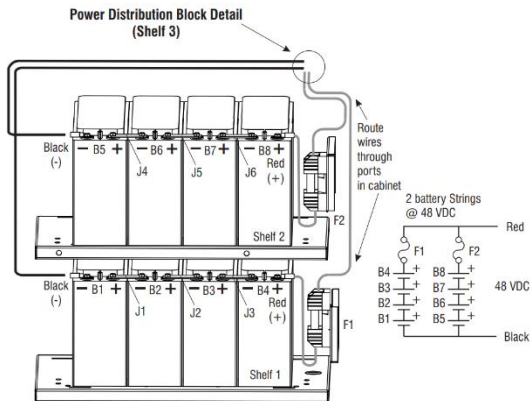 Power Distribution Block Detail
(Shelf 3)
Black
(-)
− B5 +
− B6 +
− B7 +
− B8 +
J4
J5
J6
Red
(+)
Shelf 2
F2
Route
wires
through
ports
in cabinet
Black
(-)
− B1 +
− B2 +
− B3 +
− B4 +
J1
J2
J3
Red
(+)
Shelf 1
F1
2 battery Strings
@ 48 VDC
Red
F1
F2
B4 +
B3 +
B2 +
B1 +
B8 +
B7 +
B6 +
B5 +
48 VDC
Black